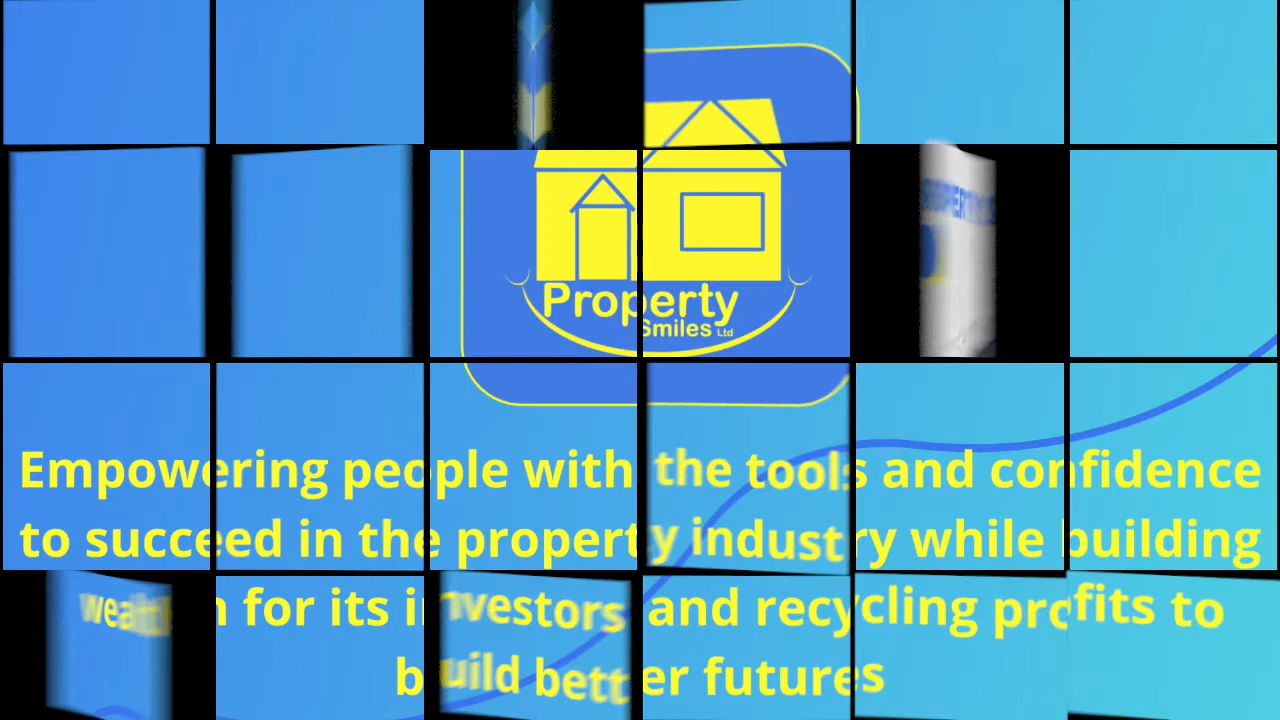 Property
Smiles Ltd
Empowering people with the tools and confidence
to succeed in the property industry while building
wealth for its investors and recycling profits to
build better futures